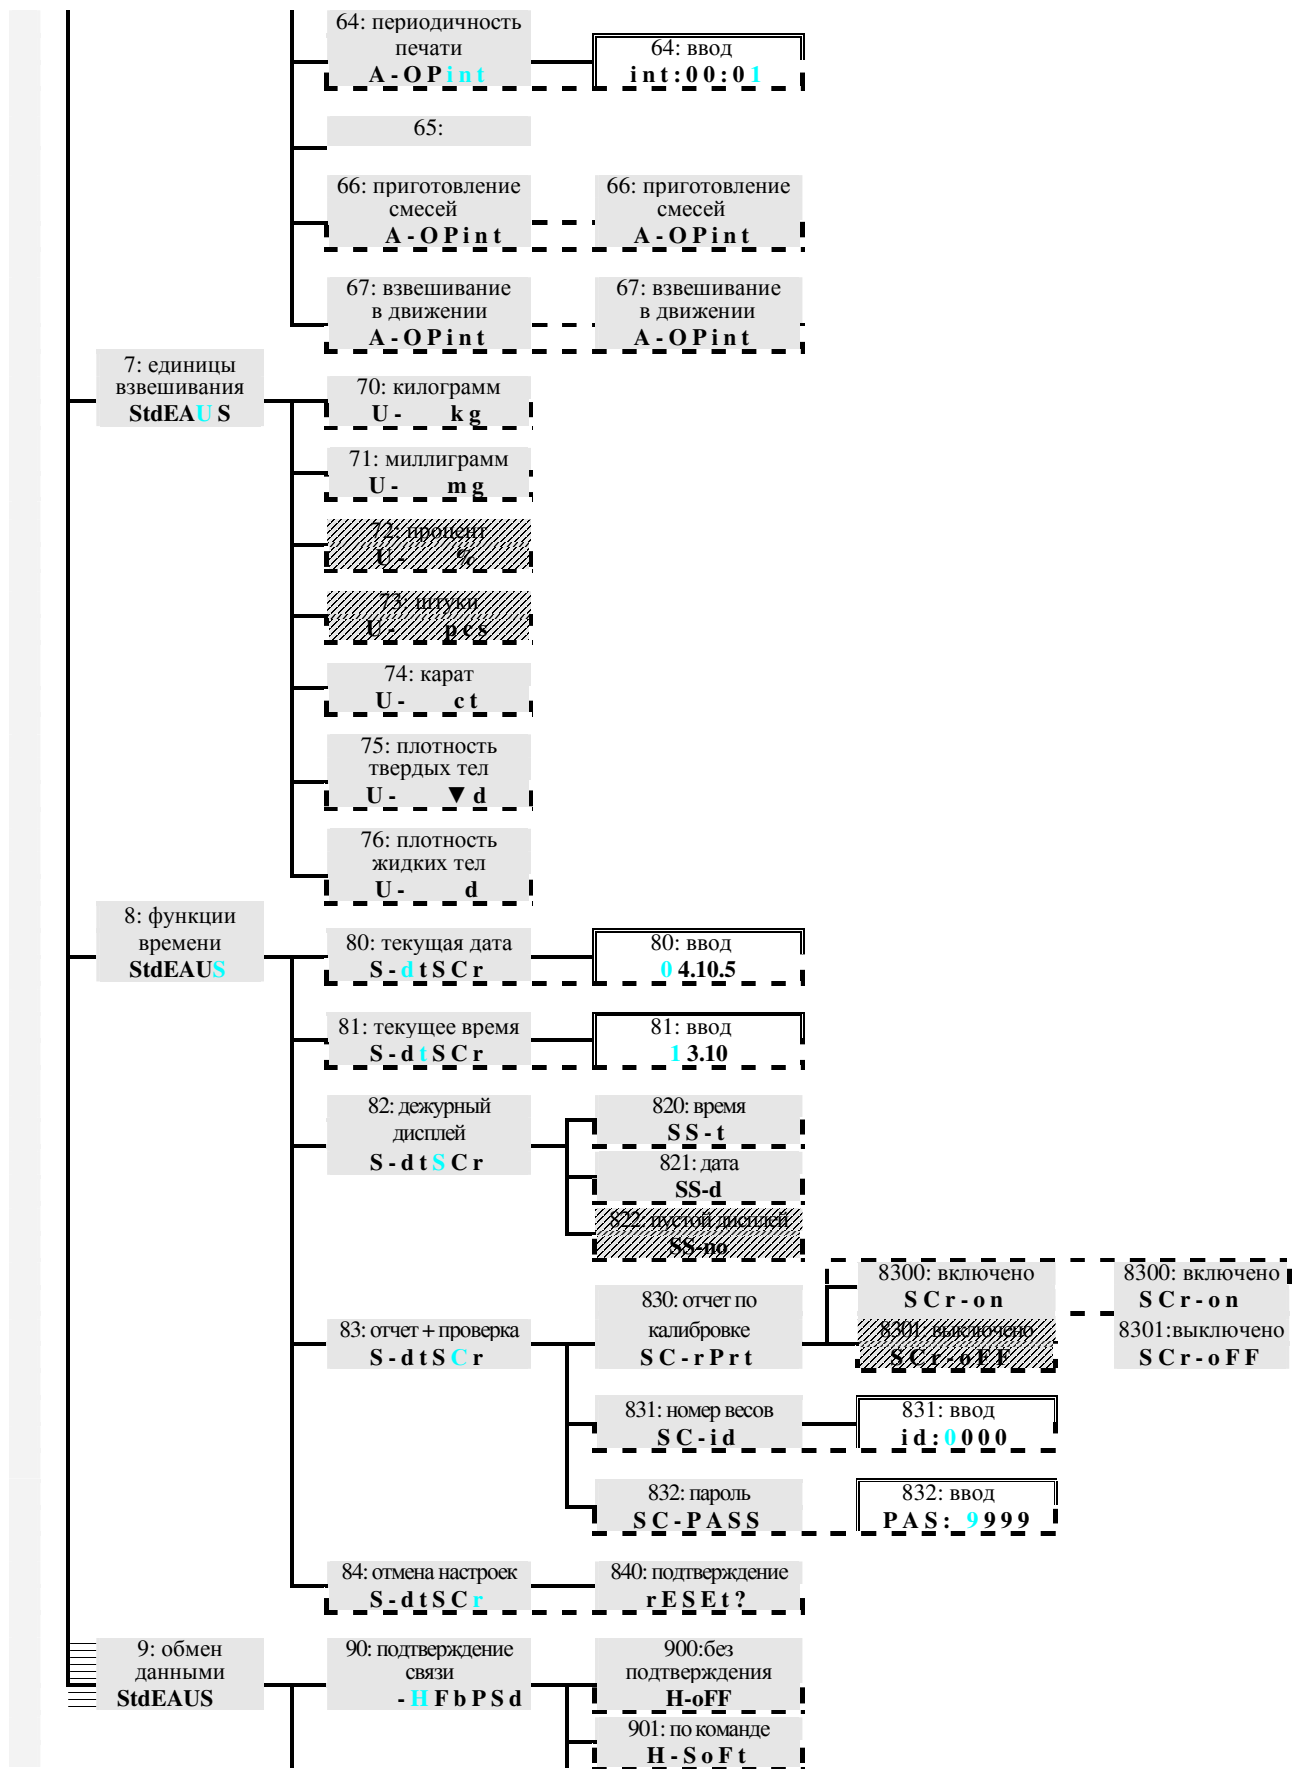 64: периодичность
печати
A - O P i n t
64: ввод
i n t : 0 0 : 0 1
65:
66: приготовление
смесей
A - O P i n t
66: приготовление
смесей
A - O P i n t
67: взвешивание
в движении
A - O P i n t
67: взвешивание
в движении
A - O P i n t
7: единицы
взвешивания
StdEAU S
70: килограмм
U - k g
71: миллиграмм
U - m g
72: процент
U - %
73: штуки
U - p c s
74: карат
U - c t
75: плотность
твердых тел
U - ▼ d
76: плотность
жидких тел
U - d
8: функции
времени
StdEAUS
80: текущая дата
S - d t S C r
80: ввод
0 4.10.5
81: текущее время
S - d t S C r
81: ввод
1 3.10
82: дежурный
дисплей
S - d t S C r
820: время
S S - t
821: дата
SS-d
822: пустой дисплей
SS-no
83: отчет + проверка
S - d t S C r
830: отчет по
калибровке
S C - r P r t
8300: включено
S C r - o n
8301: выключено
S C r - o F F
8300: включено
S C r - o n
8301:выключено
S C r - o F F
831: номер весов
S C - i d
831: ввод
i d : 0 0 0 0
832: пароль
S C - P A S S
832: ввод
P A S : 9 9 9 9
84: отмена настроек
S - d t S C r
840: подтверждение
r E S E t ?
9: обмен
данными
StdEAUS
90: подтверждение
связи
- H F b P S d
900:без
подтверждения
H-oFF
901: по команде
H - S o F t